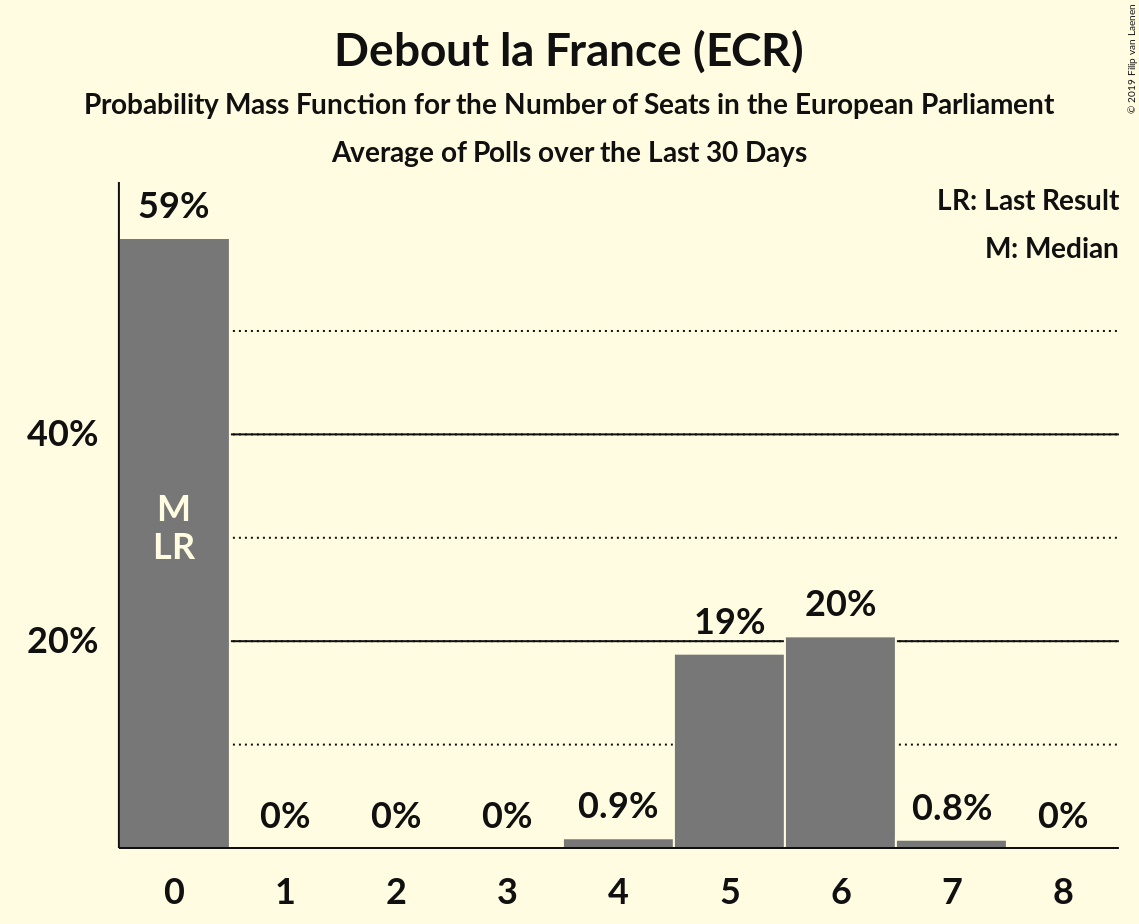 Debout la France (ECR)
Probability Mass Function for the Number of Seats in the European Parliament
Average of Polls over the Last 30 Days
© 2019 Filip van Laenen
LR: Last Result
M: Median
59%
40%
M
LR
20%
19%
20%
0%
0%
0%
0.9%
0.8%
0%
0 1 2 3 4 5 6 7 8